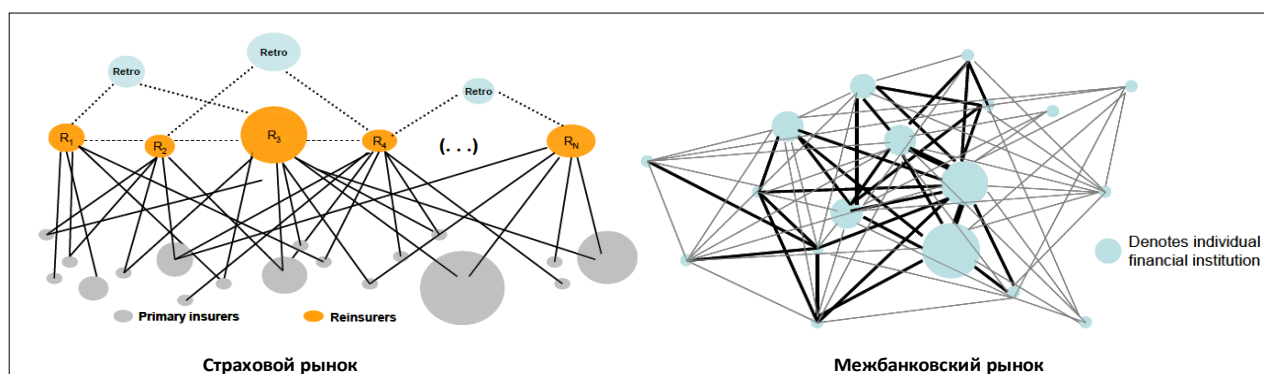 Retro
Retro
Retro
R1
R2
R3
R4
(. . .)
RN
Primary insurers
Reinsurers
Страховой рынок
Denotes individual
financial institution
Межбанковский рынок